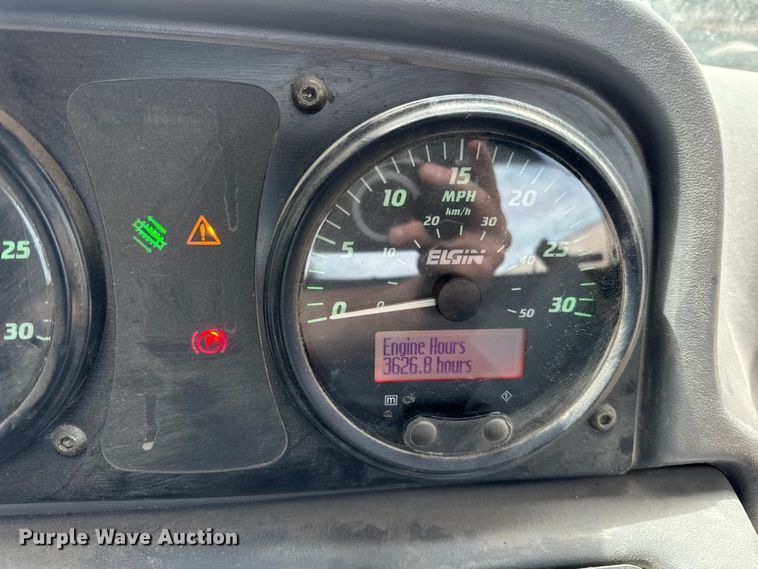 15
10 MPH 20
km/h
20 30
5 10 ELGIN 40 25
0 0 50 30
25
30
P
Engine Hours
3626.8 hours
m
Purple Wave Auction